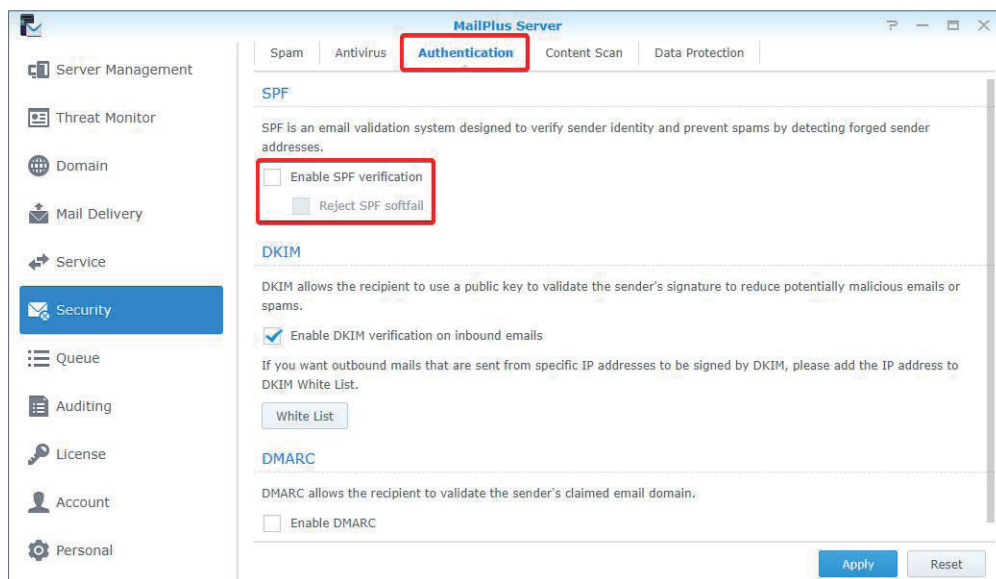 MailPlus Server
Server Management
Threat Monitor
Domain
Mail Delivery
Service
Security
Queue
Auditing
License
Account
Personal
Spam
Antivirus
Authentication
Content Scan
Data Protection
SPF
SPF is an email validation system designed to verify sender identity and prevent spams by detecting forged sender
addresses.
Enable SPF verification
Reject SPF softfail
DKIM
DKIM allows the recipient to use a public key to validate the sender's signature to reduce potentially malicious emails or
spams.
Enable DKIM verification on inbound emails
If you want outbound mails that are sent from specific IP addresses to be signed by DKIM, please add the IP address to
DKIM White List.
White List
DMARC
DMARC allows the recipient to validate the sender's claimed email domain.
Enable DMARC
Apply
Reset